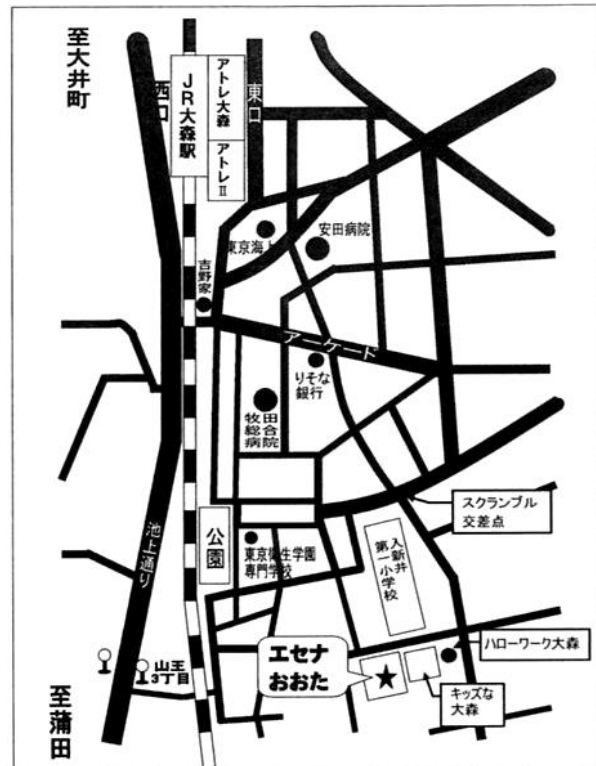 至大井町
西口
JR大森駅
アトレ大森
アトレⅡ
東口
東京海上
安田病院
吉野家
アーケード
りそな
銀行
牧田
総合
病院
スクランブル
交差点
池上通り
公園
東京衛生学園
専門学校
入新井
第一小学校
ハローワーク大森
エセナ
おおた
キッズな
大森
山王
3丁目
至蒲田